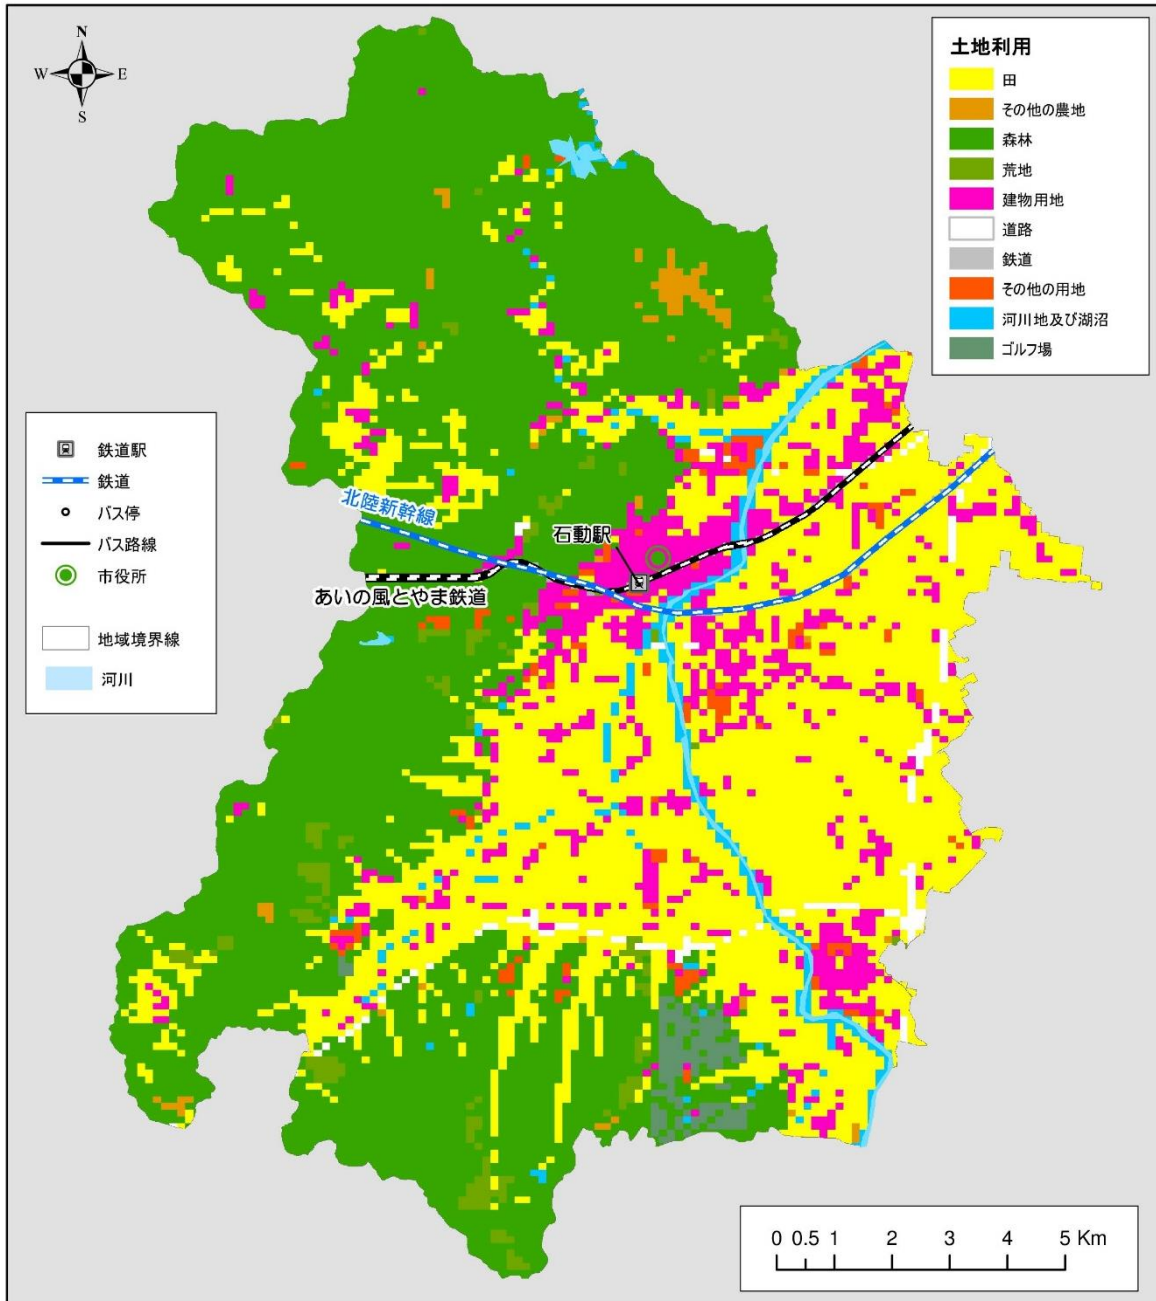 N
W
E
S
土地利用
田
その他の農地
森林
荒地
建物用地
道路
鉄道
その他の用地
河川地及び湖沼
ゴルフ場
鉄道駅
鉄道
バス停
バス路線
市役所
地域境界線
河川
北陸新幹線
石動駅
あいの風とやま鉄道
0 0.5 1 2 3 4 5 Km